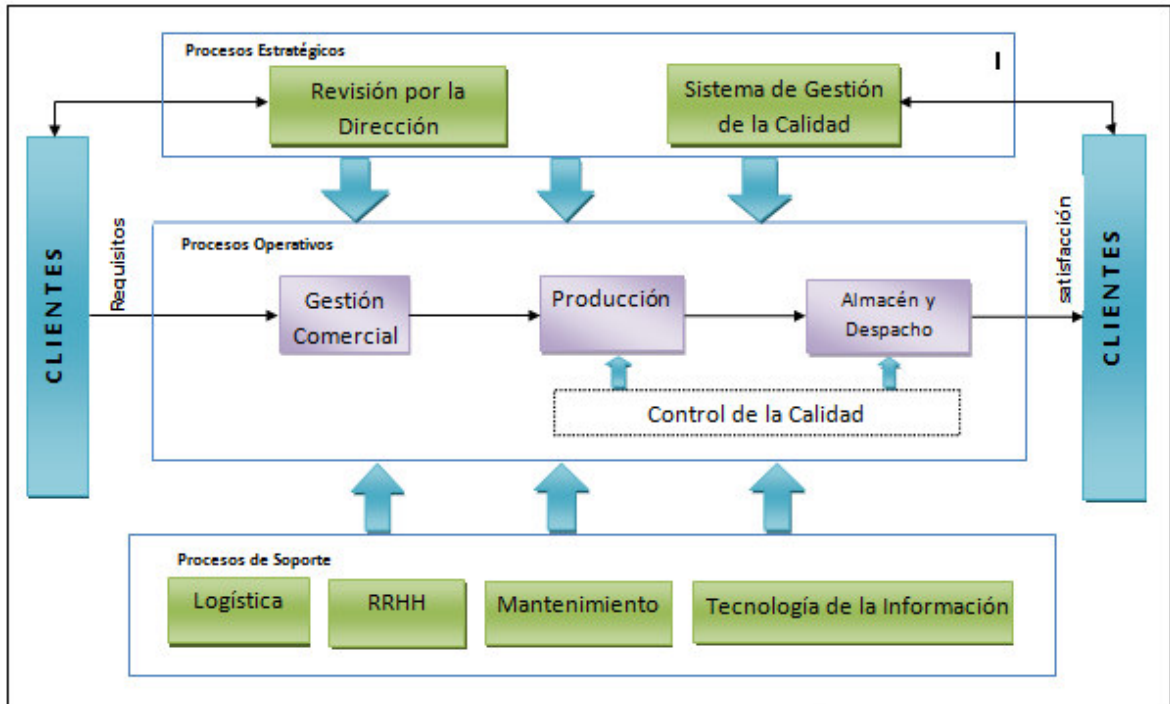 Procesos Estratégicos
I
Revisión por la
Dirección
Sistema de Gestión
de la Calidad
CLIENTES
Requisitos
Procesos Operativos
Gestión
Comercial
Producción
Almacén y
Despacho
Control de la Calidad
satisfacción
CLIENTES
Procesos de Soporte
Logística
RRHH
Mantenimiento
Tecnología de la Información